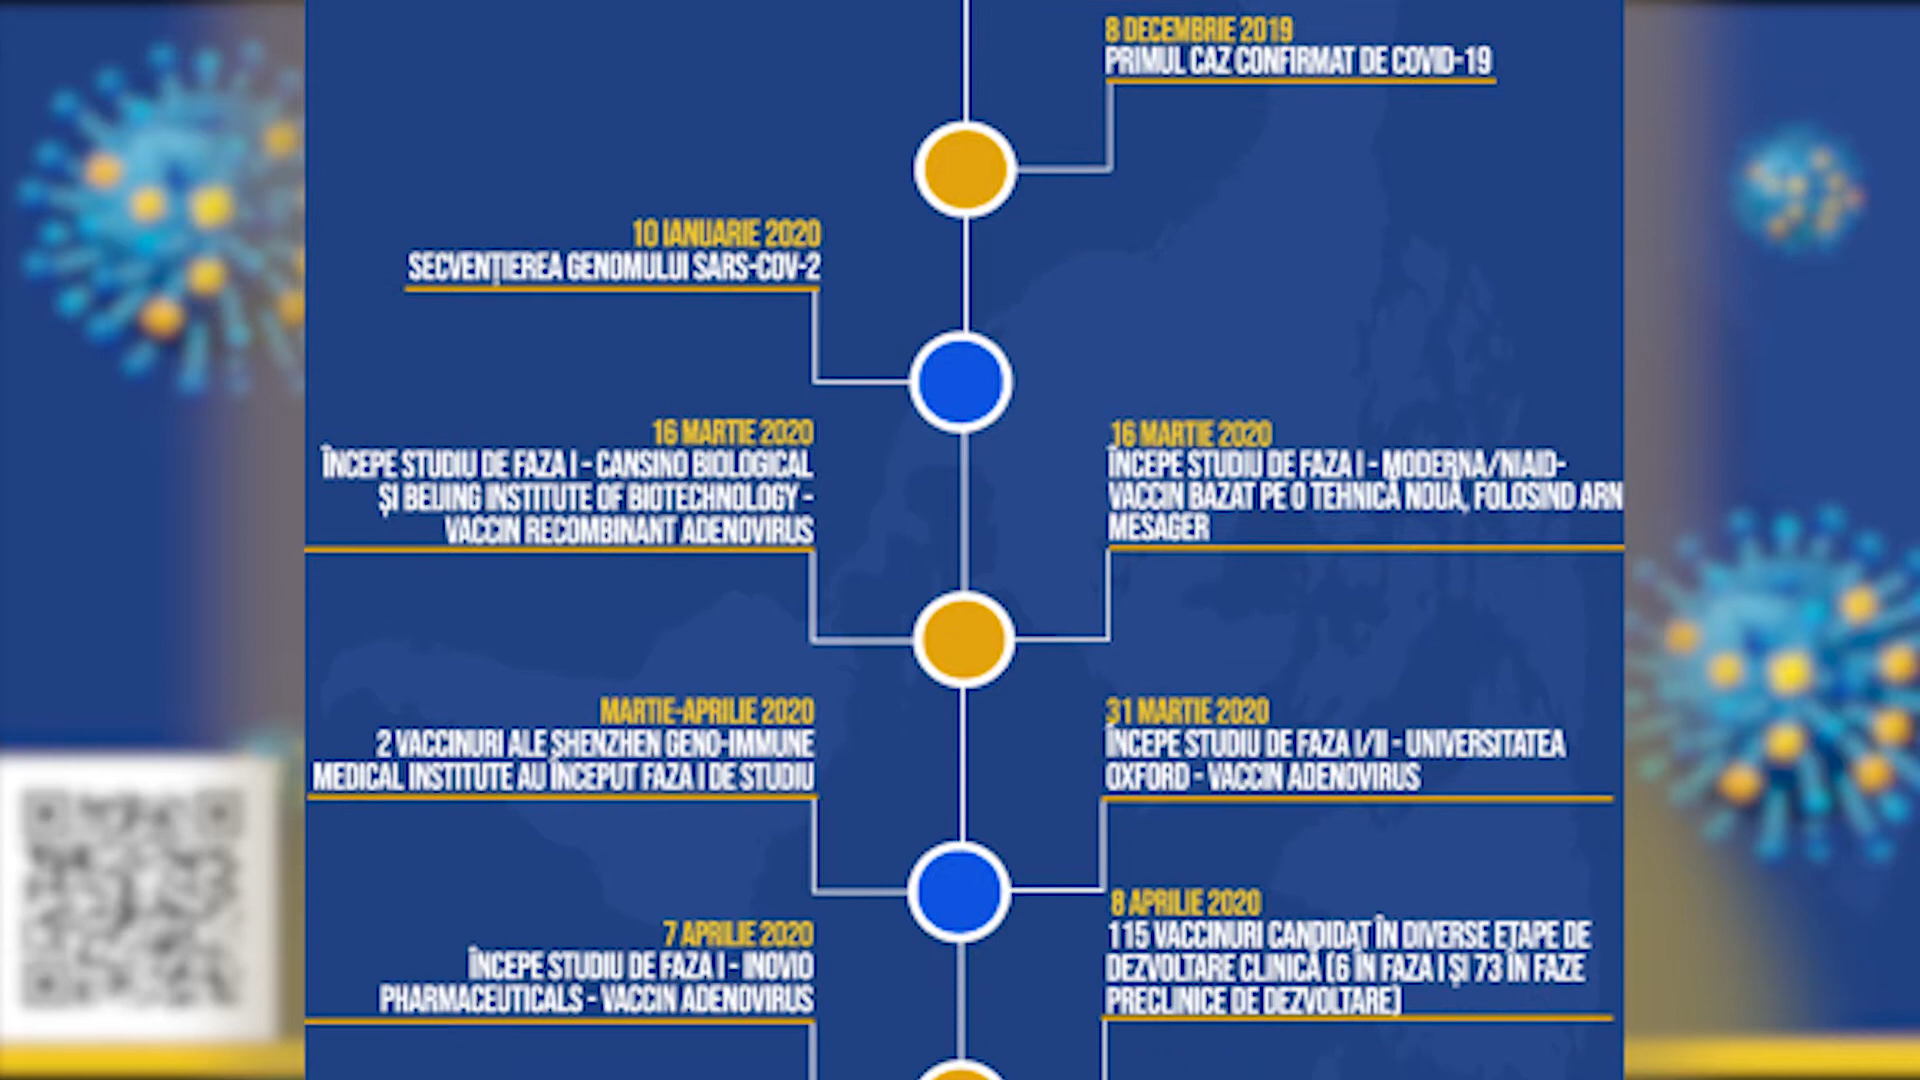 8 DECEMBRIE 2019
PRIMUL CAZ CONFIRMAT DE COVID-19
10 IANUARIE 2020
SECVENȚIEREA GENOMULUI SARS-COV-2
16 MARTIE 2020
ÎNCEPE STUDIU DE FAZA I - CANSINO BIOLOGICAL
ȘI BEIJING INSTITUTE OF BIOTECHNOLOGY -
VACCIN RECOMBINANT ADENOVIRUS
16 MARTIE 2020
ÎNCEPE STUDIU DE FAZA I - MODERNA/NIAID-
VACCIN BAZAT PE O TEHNICĂ NOUĂ, FOLOSIND ARN
MESAGER
MARTIE-APRILIE 2020
2 VACCINURI ALE SHENZHEN GENO-IMMUNE
MEDICAL INSTITUTE AU ÎNCEPUT FAZA I DE STUDIU
31 MARTIE 2020
ÎNCEPE STUDIU DE FAZA I/II - UNIVERSITATEA
OXFORD - VACCIN ADENOVIRUS
7 APRILIE 2020
ÎNCEPE STUDIU DE FAZA I - INOVIO
PHARMACEUTICALS - VACCIN ADENOVIRUS
8 APRILIE 2020
115 VACCINURI CANDIDAT ÎN DIVERSE ETAPE DE
DEZVOLTARE CLINICĂ (6 ÎN FAZA I ȘI 73 ÎN FAZE
PRECLINICE DE DEZVOLTARE)